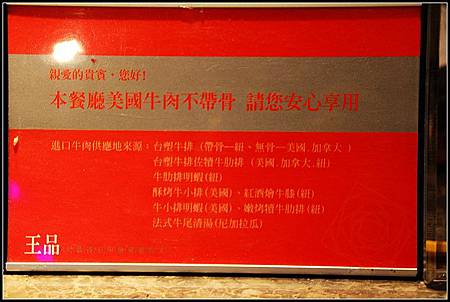 親愛的貴賓，您好!
本餐廳美國牛肉不帶骨 請您安心享用
進口牛肉供應地來源：台塑牛排 (帶骨—紐、無骨—美國.加拿大 )
台塑牛排佐犢牛肋排 (美國.加拿大.紐)
牛肋排明蝦(紐)
酥烤牛小排(美國)、紅酒燴牛膝(紐)
牛小排明蝦(美國)、嫩烤犢牛肋排(紐)
法式牛尾清湯(尼加拉瓜)
王品